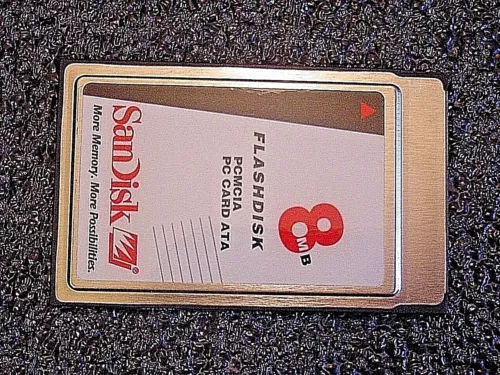 8MB
FLASHDISK
PCMCIA
PC CARD ATA
SanDisk®
More Memory. More Possibilities.